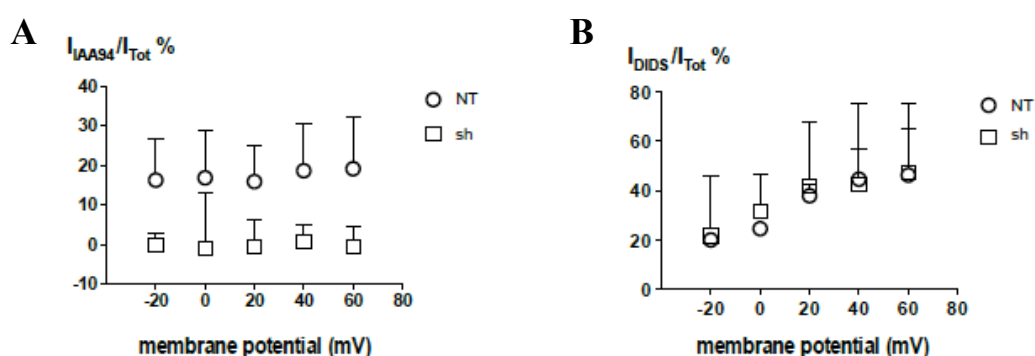 A
I_IAA94/I_Tot %
40
30
20
10
0
-10
-20 0 20 40 60 80
membrane potential (mV)
NT
sh
B
I_DIDS/I_Tot %
80
60
40
20
0
-20 0 20 40 60 80
membrane potential (mV)
NT
sh